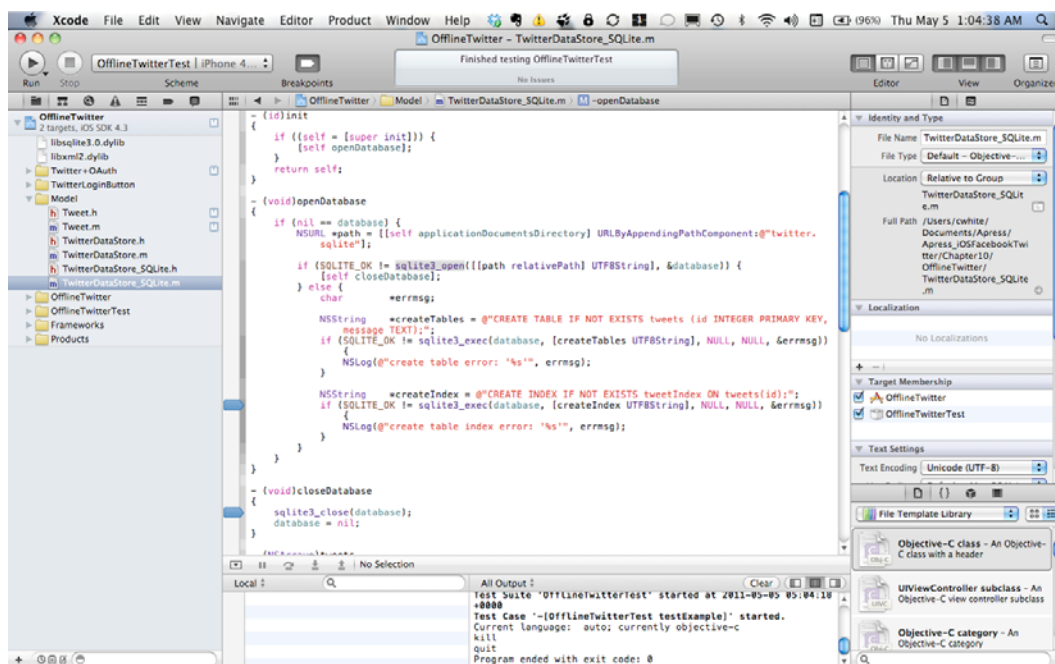 Xcode File Edit View Navigate Editor Product Window Help (96%) Thu May 5 1:04:38 AM
OfflineTwitter – TwitterDataStore_SQLite.m
OfflineTwitterTest | iPhone 4...
Finished testing OfflineTwitterTest
No Issues
Run Stop Scheme Breakpoints Editor View Organize
OfflineTwitter
2 targets, iOS SDK 4.3
libsqlite3.0.dylib
libxml2.dylib
Twitter+OAuth
TwitterLoginButton
Model
Tweet.h
Tweet.m
TwitterDataStore.h
TwitterDataStore.m
TwitterDataStore_SQLite.h
TwitterDataStore_SQLite.m
OfflineTwitter
OfflineTwitterTest
Frameworks
Products
OfflineTwitter Model TwitterDataStore_SQLite.m -openDatabase
- (id)init
{
if ((self = [super init])) {
[self openDatabase];
}
return self;
}
- (void)openDatabase
{
if (nil == database) {
NSURL *path = [[self applicationDocumentsDirectory] URLByAppendingPathComponent:@"twitter.
sqlite"];
if (SQLITE_OK != sqlite3_open([[path relativePath] UTF8String], &database)) {
[self closeDatabase];
} else {
char *errmsg;
NSString *createTables = @"CREATE TABLE IF NOT EXISTS tweets (id INTEGER PRIMARY KEY,
message TEXT);";
if (SQLITE_OK != sqlite3_exec(database, [createTables UTF8String], NULL, NULL, &errmsg))
{
NSLog(@"create table error: '%s'", errmsg);
}
NSString *createIndex = @"CREATE INDEX IF NOT EXISTS tweetIndex ON tweets(id);";
if (SQLITE_OK != sqlite3_exec(database, [createIndex UTF8String], NULL, NULL, &errmsg))
{
NSLog(@"create table index error: '%s'", errmsg);
}
}
}
}
- (void)closeDatabase
{
sqlite3_close(database);
database = nil;
}
No Selection
Local
All Output
Clear
Test Suite 'OfflineTwitterTest' started at 2011-05-05 05:04:18
+0000
Test Case '-[OfflineTwitterTest testExample]' started.
Current language: auto; currently objective-c
kill
quit
Program ended with exit code: 0
Identity and Type
File Name TwitterDataStore_SQLite.m
File Type Default – Objective-...
Location Relative to Group
TwitterDataStore_SQLit
e.m
Full Path /Users/cwhite/
Documents/Apress/
Apress_iOSFacebookTwi
tter/Chapter10/
OfflineTwitter/
TwitterDataStore_SQLite
.m
Localization
No Localizations
Target Membership
OfflineTwitter
OfflineTwitterTest
Text Settings
Text Encoding Unicode (UTF-8)
File Template Library
Objective-C class – An Objective-
C class with a header
UIViewController subclass – An
Objective-C view controller subclass
Objective-C category – An
Objective-C category